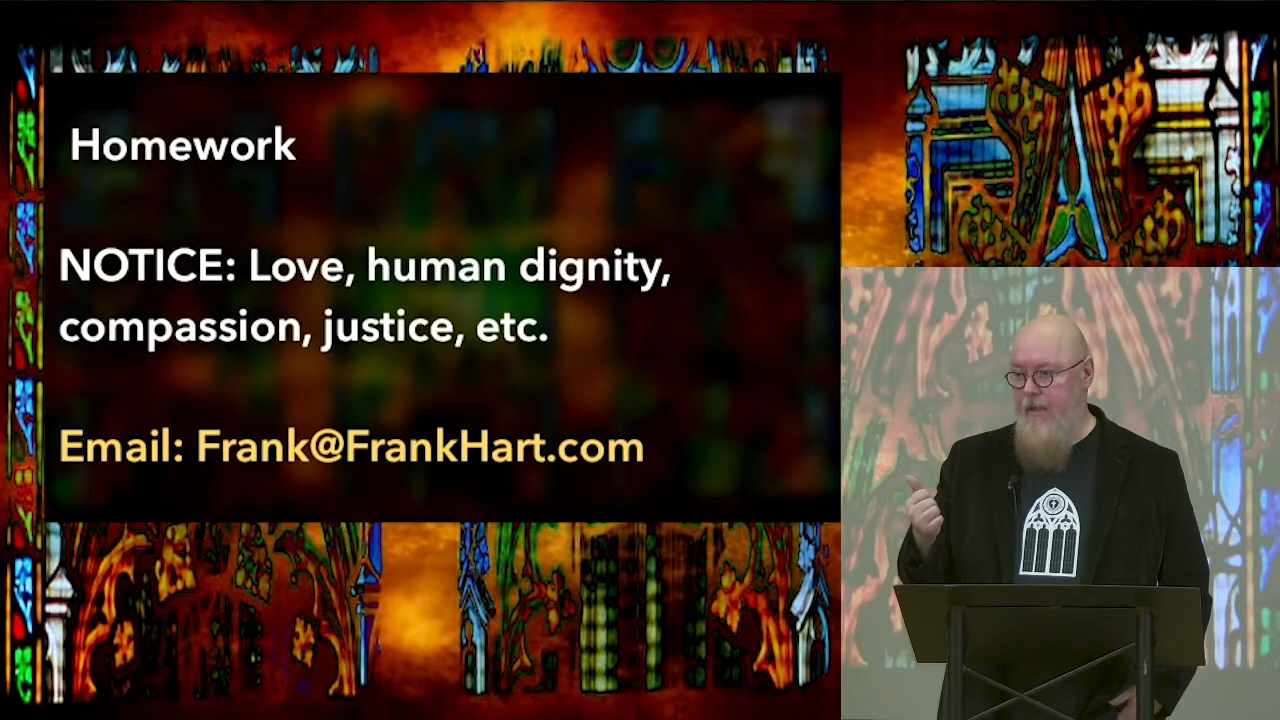 Homework
NOTICE: Love, human dignity,
compassion, justice, etc.
Email: Frank@FrankHart.com